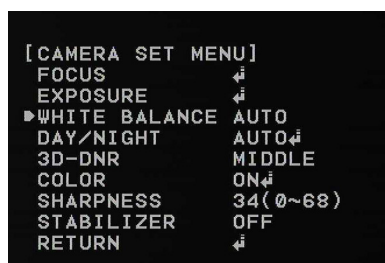 [CAMERA SET MENU]
FOCUS ↲
EXPOSURE ↲
WHITE BALANCE AUTO
DAY/NIGHT AUTO↲
3D-DNR MIDDLE
COLOR ON↲
SHARPNESS 34(0~68)
STABILIZER OFF
RETURN ↲